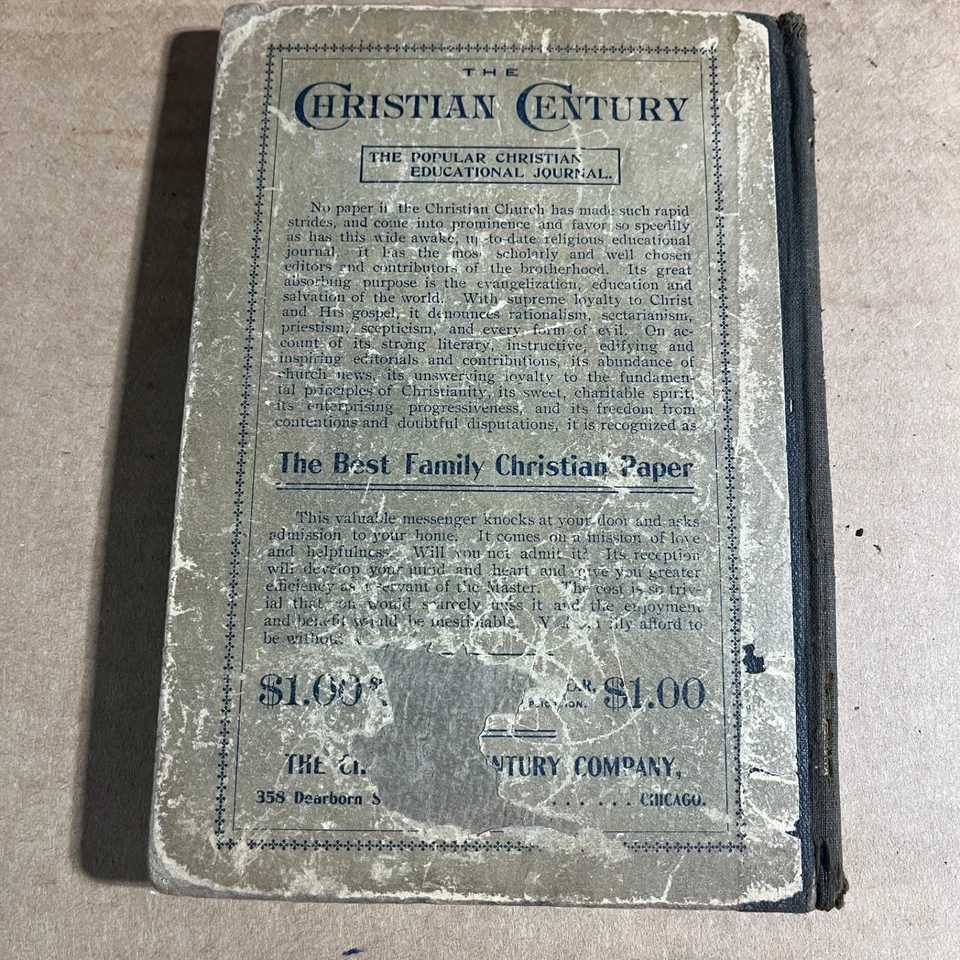 THE
CHRISTIAN CENTURY
THE POPULAR CHRISTIAN
EDUCATIONAL JOURNAL.
No paper in the Christian Church has made such rapid
strides, and come into prominence and favor so speedily
as has this wide awake, up-to-date religious educational
journal. It has the most scholarly and well chosen
editors and contributors of the brotherhood. Its great
absorbing purpose is the evangelization, education and
salvation of the world. With supreme loyalty to Christ
and His gospel, it denounces rationalism, sectarianism,
priestism, scepticism, and every form of evil. On ac-
count of its strong literary, instructive, edifying and
inspiring editorials and contributions, its abundance of
church news, its unswerving loyalty to the fundamen-
tal principles of Christianity, its sweet, charitable spirit,
its enterprising progressiveness, and its freedom from
contentions and doubtful disputations, it is recognized as
The Best Family Christian Paper
This valuable messenger knocks at your door and asks
admission to your home. It comes on a mission of love
and helpfulness. Will you not admit it? Its reception
will develop your mind and heart and give you greater
efficiency as a servant of the Master. The cost is so triv-
ial that you would scarcely miss it and the enjoyment
and benefit would be inestimable. afford to
be without
$1.00 $1.00
THE COMPANY,
358 Dearborn CHICAGO.